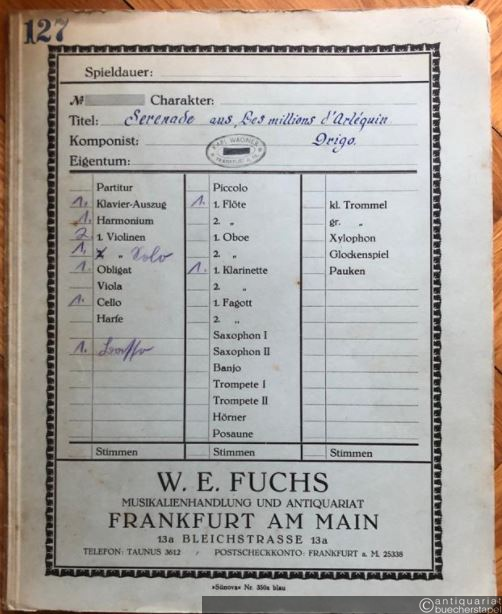 127
Spieldauer:
№ Charakter:
Titel: Serenade aus „Les millions d'Arléquin
Komponist: Drigo.
KARL WAGNER
FRANKFURT A. M.
Eigentum:
Partitur
1. Klavier-Auszug
1. Harmonium
2. 1. Violinen
1. 2. „ Solo
1. Obligat
Viola
1. Cello
Harfe
1.
Stimmen
Piccolo
1. 1. Flöte
2. „
1. Oboe
2. „
1. 1. Klarinette
2. „
1. Fagott
2. „
Saxophon I
Saxophon II
Banjo
Trompete I
Trompete II
Hörner
Posaune
Stimmen
kl. Trommel
gr. „
Xylophon
Glockenspiel
Pauken
Stimmen
W. E. FUCHS
MUSIKALIENHANDLUNG UND ANTIQUARIAT
FRANKFURT AM MAIN
13a BLEICHSTRASSE 13a
TELEFON: TAUNUS 3612 / POSTSCHECKKONTO: FRANKFURT a. M. 25338
»Sünova« Nr. 350a blau
©antiquariat
buecherstapel